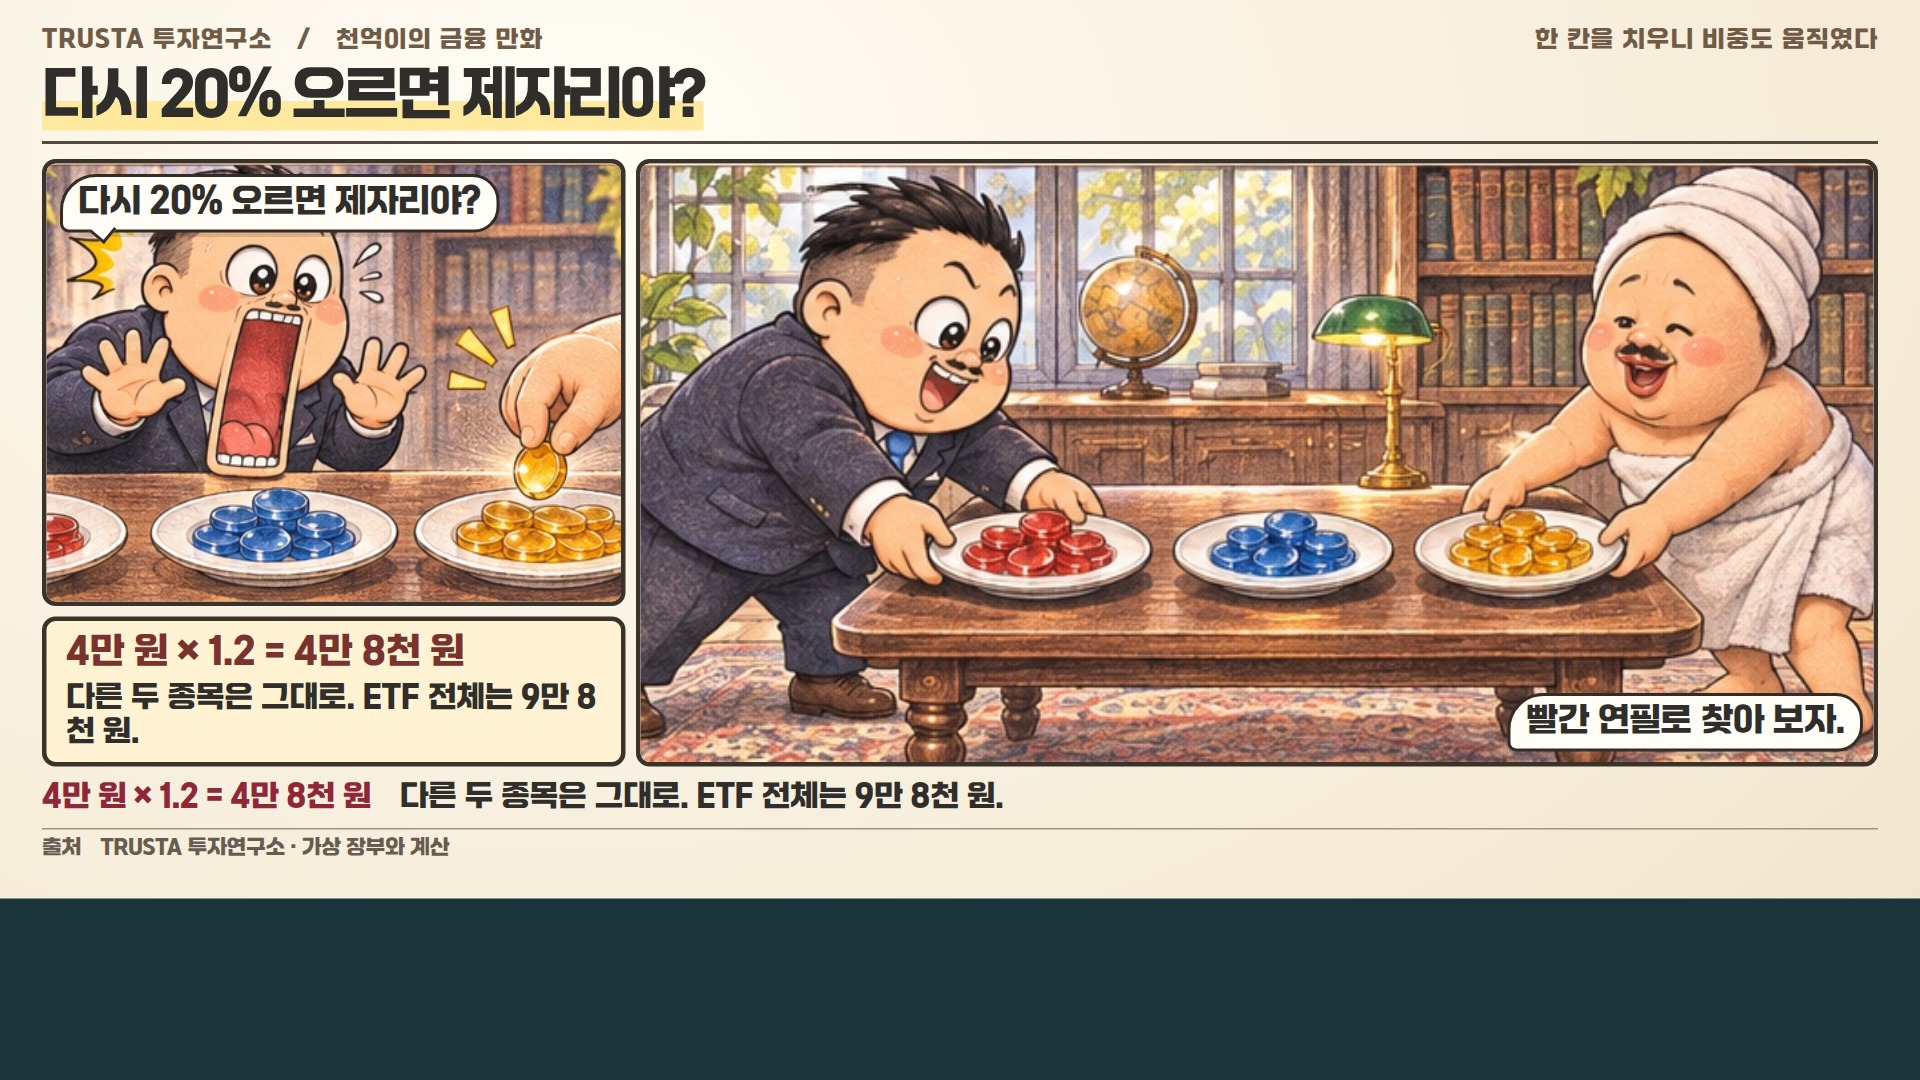 TRUSTA 투자연구소 / 천억이의 금융 만화
한 칸을 치우니 비중도 움직였다
다시 20% 오르면 제자리야?
다시 20% 오르면 제자리야?
4만 원 × 1.2 = 4만 8천 원
다른 두 종목은 그대로. ETF 전체는 9만 8
천 원.
빨간 연필로 찾아 보자.
4만 원 × 1.2 = 4만 8천 원 다른 두 종목은 그대로. ETF 전체는 9만 8천 원.
출처 TRUSTA 투자연구소 · 가상 장부와 계산